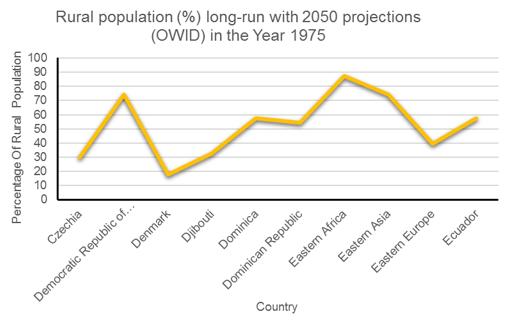 Rural population (%) long-run with 2050 projections
(OWID) in the Year 1975
Percentage Of Rural Population
100
90
80
70
60
50
40
30
20
10
0
Czechia
Democratic Republic of…
Denmark
Djibouti
Dominica
Dominican Republic
Eastern Africa
Eastern Asia
Eastern Europe
Ecuador
Country